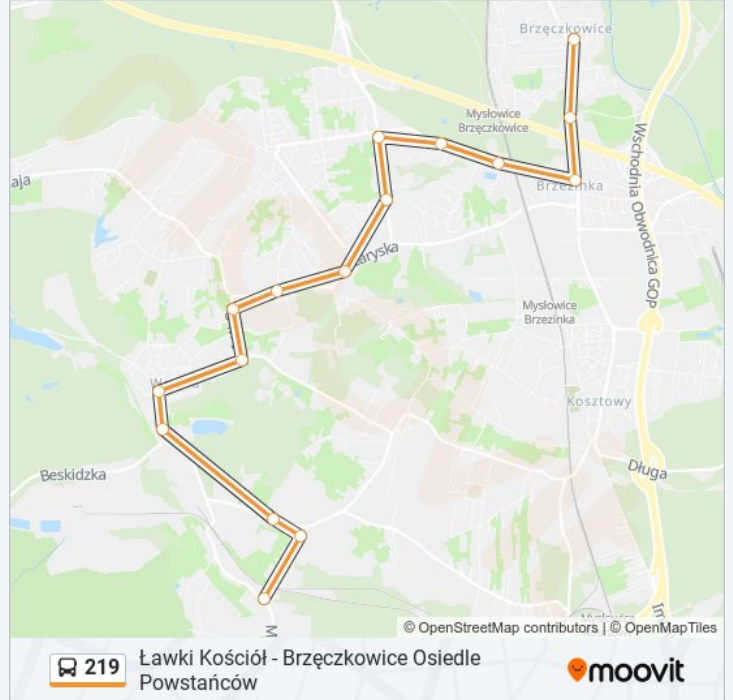 Brzęczkowice
Mysłowice
Brzęczkowice
Wschodnia Obwodnica GOP
aja
Brzezinka
aryska
Mysłowice
Brzezinka
Kosztowy
Beskidzka
Długa
© OpenStreetMap contributors | © OpenMapTiles
219
Ławki Kościół - Brzęczkowice Osiedle
Powstańców
moovit